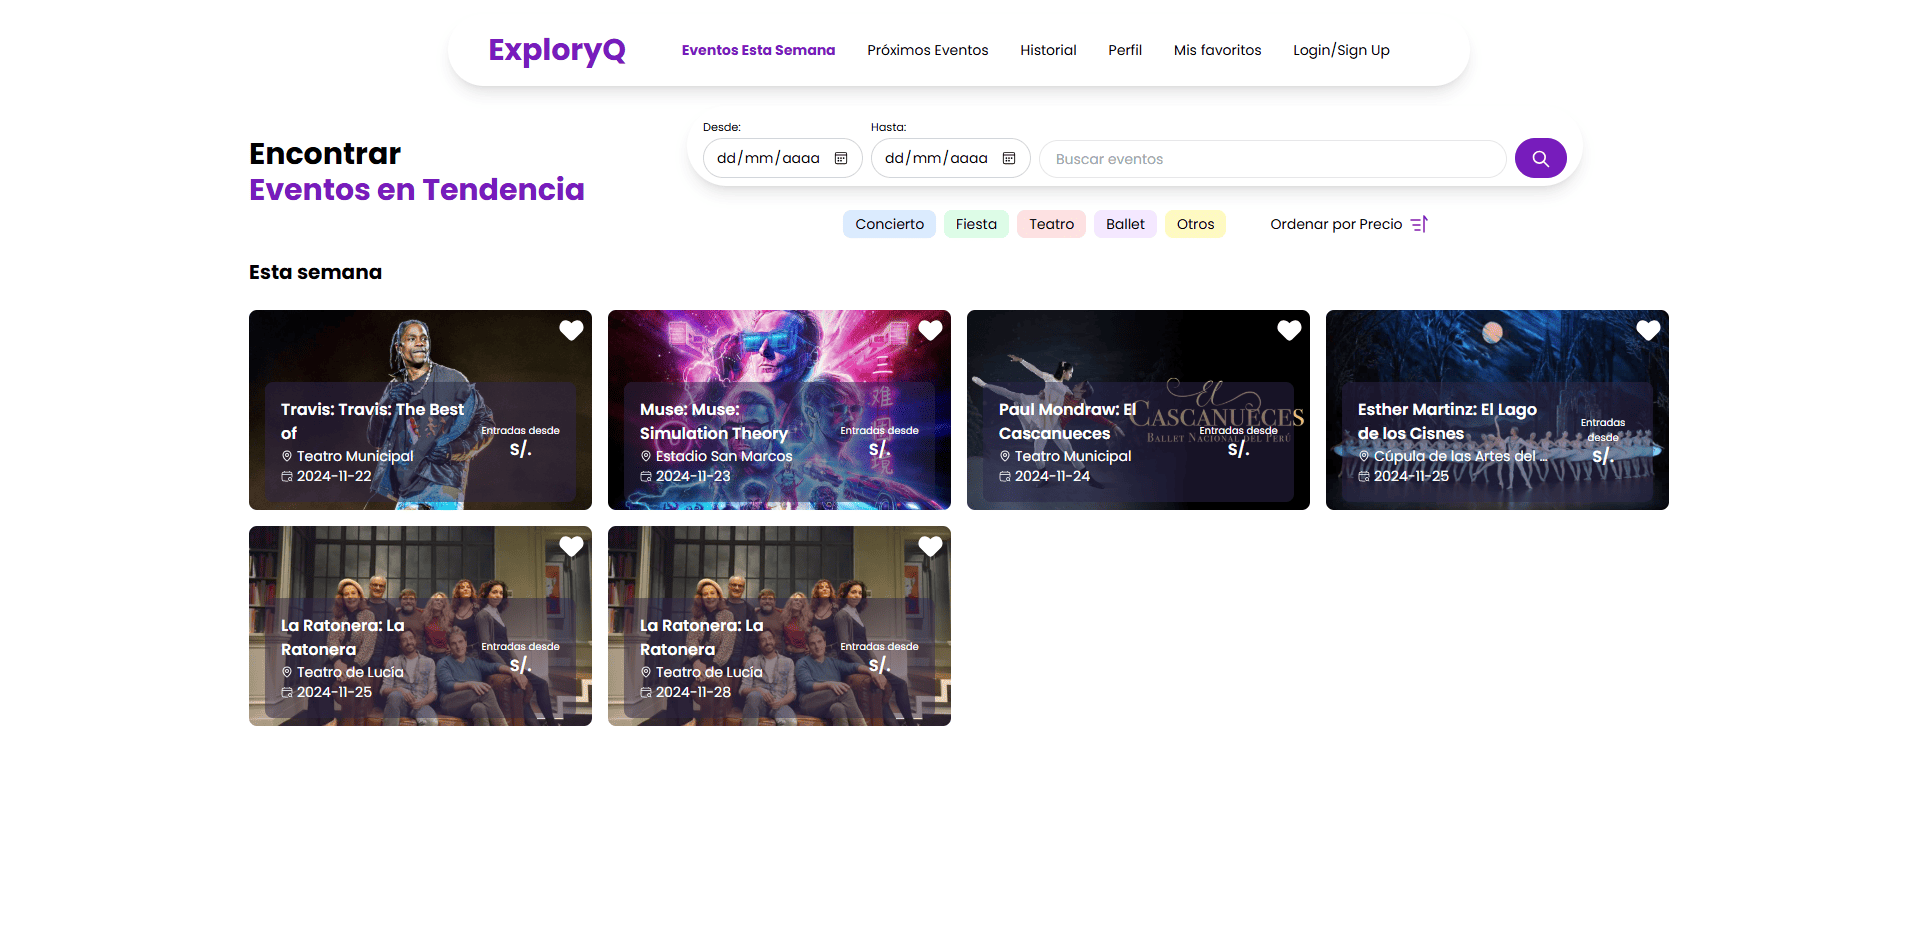 ExploryQ
Eventos Esta Semana
Próximos Eventos
Historial
Perfil
Mis favoritos
Login/Sign Up
Encontrar
Eventos en Tendencia
Desde:
dd/mm/aaaa
Hasta:
dd/mm/aaaa
Buscar eventos
Concierto
Fiesta
Teatro
Ballet
Otros
Ordenar por Precio
Esta semana
Travis: Travis: The Best
of
Teatro Municipal
2024-11-22
Entradas desde
S/.
三
难
困
境
Muse: Muse:
Simulation Theory
Estadio San Marcos
2024-11-23
Entradas desde
S/.
El
Cascanueces
Ballet Nacional del Perú
Paul Mondraw: El
Cascanueces
Teatro Municipal
2024-11-24
Entradas desde
S/.
Esther Martinz: El Lago
de los Cisnes
Cúpula de las Artes del ...
2024-11-25
Entradas
desde
S/.
La Ratonera: La
Ratonera
Teatro de Lucía
2024-11-25
Entradas desde
S/.
La Ratonera: La
Ratonera
Teatro de Lucía
2024-11-28
Entradas desde
S/.